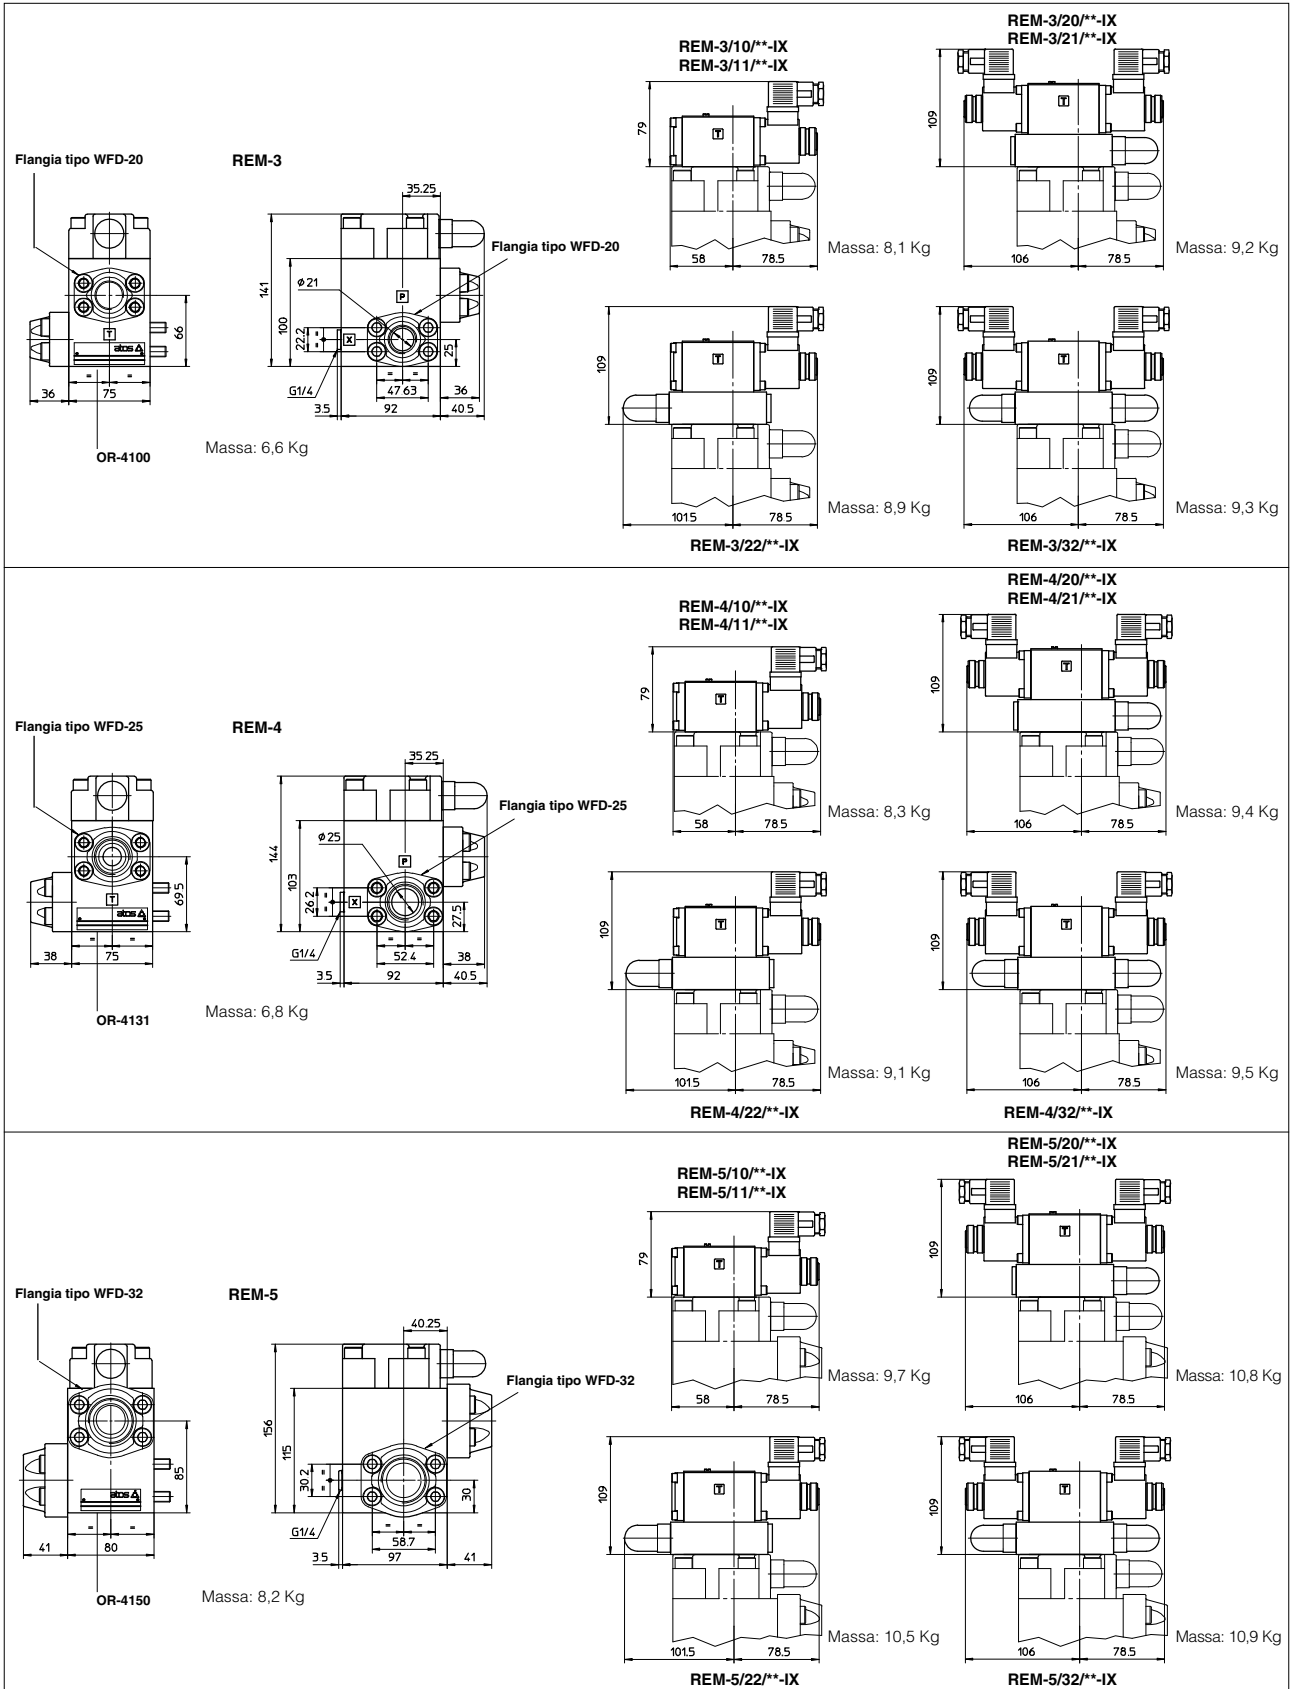 REM-3/10/**-IX
REM-3/11/**-IX
REM-3/20/**-IX
REM-3/21/**-IX
Flangia tipo WFD-20
REM-3
35.25
Flangia tipo WFD-20
ø 21
P
141
100
22.2
=
=
X
G1/4
3.5
=
=
47 63
92
25
36
40 5
66
T
atos
=
=
36
75
OR-4100
Massa: 6,6 Kg
79
T
58
78.5
Massa: 8,1 Kg
109
T
106
78 5
Massa: 9,2 Kg
109
T
101 5
78 5
Massa: 8,9 Kg
REM-3/22/**-IX
109
T
106
78.5
Massa: 9,3 Kg
REM-3/32/**-IX
REM-4/10/**-IX
REM-4/11/**-IX
REM-4/20/**-IX
REM-4/21/**-IX
Flangia tipo WFD-25
REM-4
35 25
Flangia tipo WFD-25
ø 25
P
144
103
26.2
=
=
X
G1/4
3 5
=
=
52 4
92
27.5
38
40 5
69.5
T
atos
=
=
38
75
OR-4131
Massa: 6,8 Kg
79
T
58
78.5
Massa: 8,3 Kg
109
T
106
78 5
Massa: 9,4 Kg
109
T
101 5
78.5
Massa: 9,1 Kg
REM-4/22/**-IX
109
T
106
78.5
Massa: 9,5 Kg
REM-4/32/**-IX
REM-5/10/**-IX
REM-5/11/**-IX
REM-5/20/**-IX
REM-5/21/**-IX
Flangia tipo WFD-32
REM-5
40.25
Flangia tipo WFD-32
156
115
30.2
=
=
G1/4
3 5
=
=
58.7
97
30
41
85
atos
=
=
41
80
OR-4150
Massa: 8,2 Kg
79
T
58
78.5
Massa: 9,7 Kg
109
T
106
78 5
Massa: 10,8 Kg
109
T
101.5
78.5
Massa: 10,5 Kg
REM-5/22/**-IX
109
T
106
78.5
Massa: 10,9 Kg
REM-5/32/**-IX